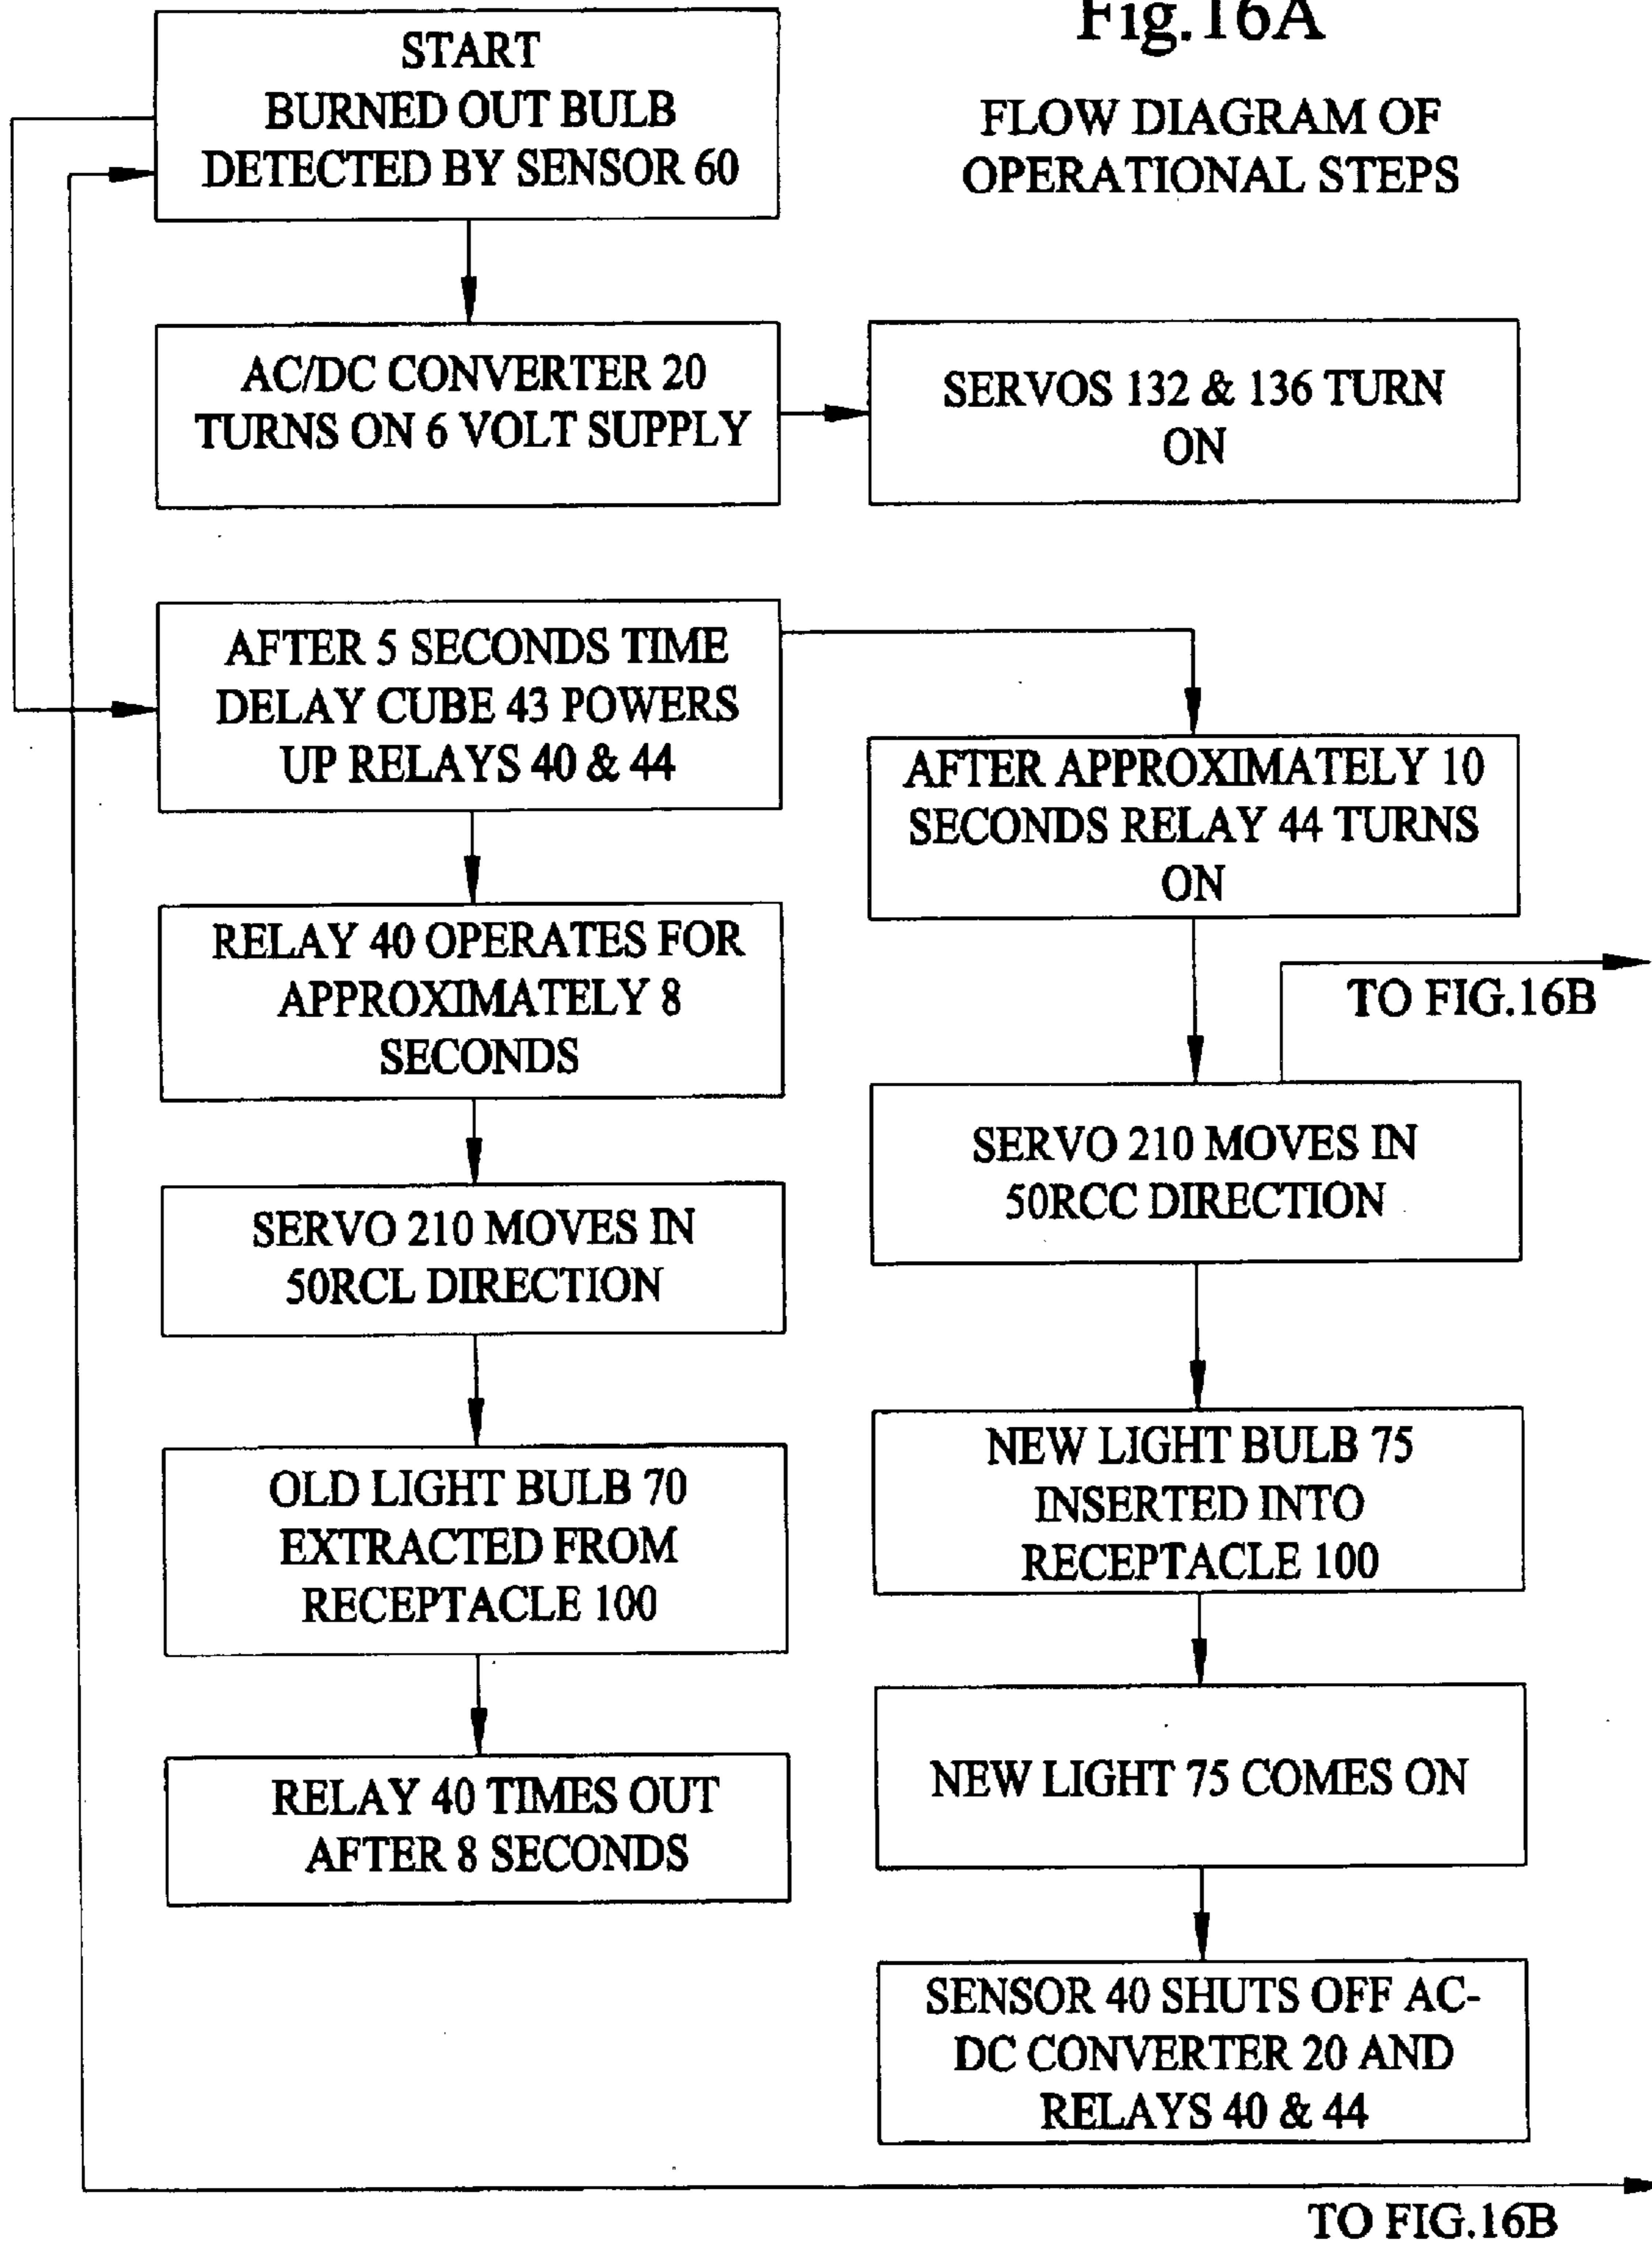 Fig.16A
FLOW DIAGRAM OF
OPERATIONAL STEPS
START
BURNED OUT BULB
DETECTED BY SENSOR 60
AC/DC CONVERTER 20
TURNS ON 6 VOLT SUPPLY
SERVOS 132 & 136 TURN
ON
AFTER 5 SECONDS TIME
DELAY CUBE 43 POWERS
UP RELAYS 40 & 44
AFTER APPROXIMATELY 10
SECONDS RELAY 44 TURNS
ON
RELAY 40 OPERATES FOR
APPROXIMATELY 8
SECONDS
TO FIG.16B
SERVO 210 MOVES IN
50RCL DIRECTION
SERVO 210 MOVES IN
50RCC DIRECTION
OLD LIGHT BULB 70
EXTRACTED FROM
RECEPTACLE 100
NEW LIGHT BULB 75
INSERTED INTO
RECEPTACLE 100
RELAY 40 TIMES OUT
AFTER 8 SECONDS
NEW LIGHT 75 COMES ON
SENSOR 40 SHUTS OFF AC-
DC CONVERTER 20 AND
RELAYS 40 & 44
TO FIG.16B